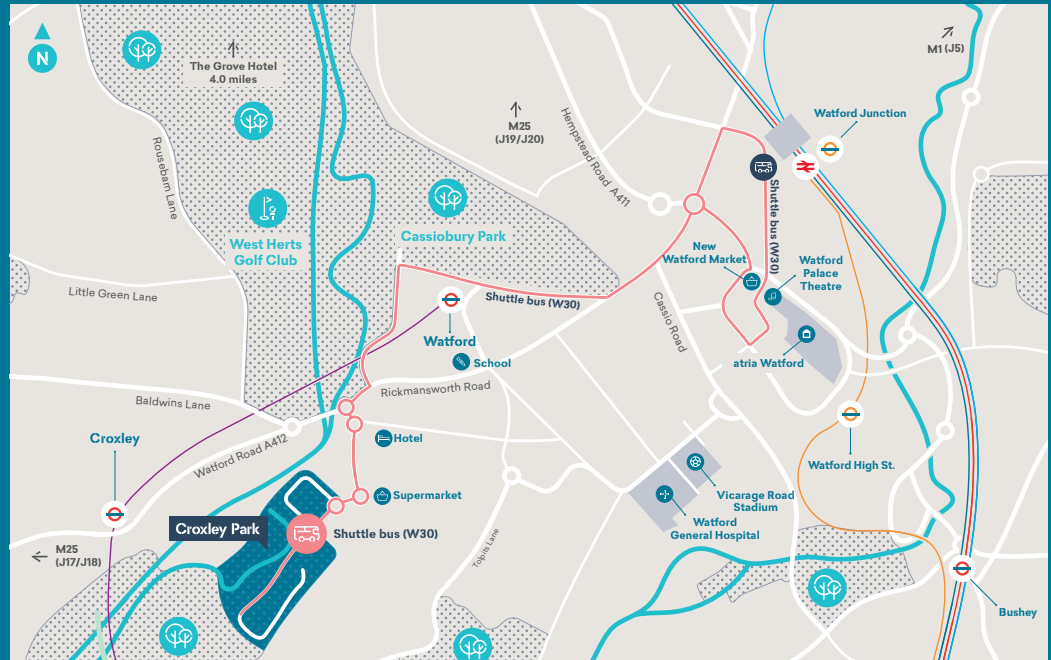 N
The Grove Hotel
4.0 miles
M1 (J5)
M25
(J19/J20)
Hempstead Road A411
Watford Junction
Rousebarn Lane
Shuttle bus (W30)
West Herts
Golf Club
Cassiobury Park
New
Watford Market
Watford
Palace
Theatre
Little Green Lane
Shuttle bus (W30)
Cassio Road
Watford
School
atria Watford
Rickmansworth Road
Baldwins Lane
Croxley
Watford Road A412
Hotel
Watford High St.
Supermarket
Vicarage Road
Stadium
Croxley Park
Shuttle bus (W30)
Watford
General Hospital
Tolpits Lane
M25
(J17/J18)
Bushey